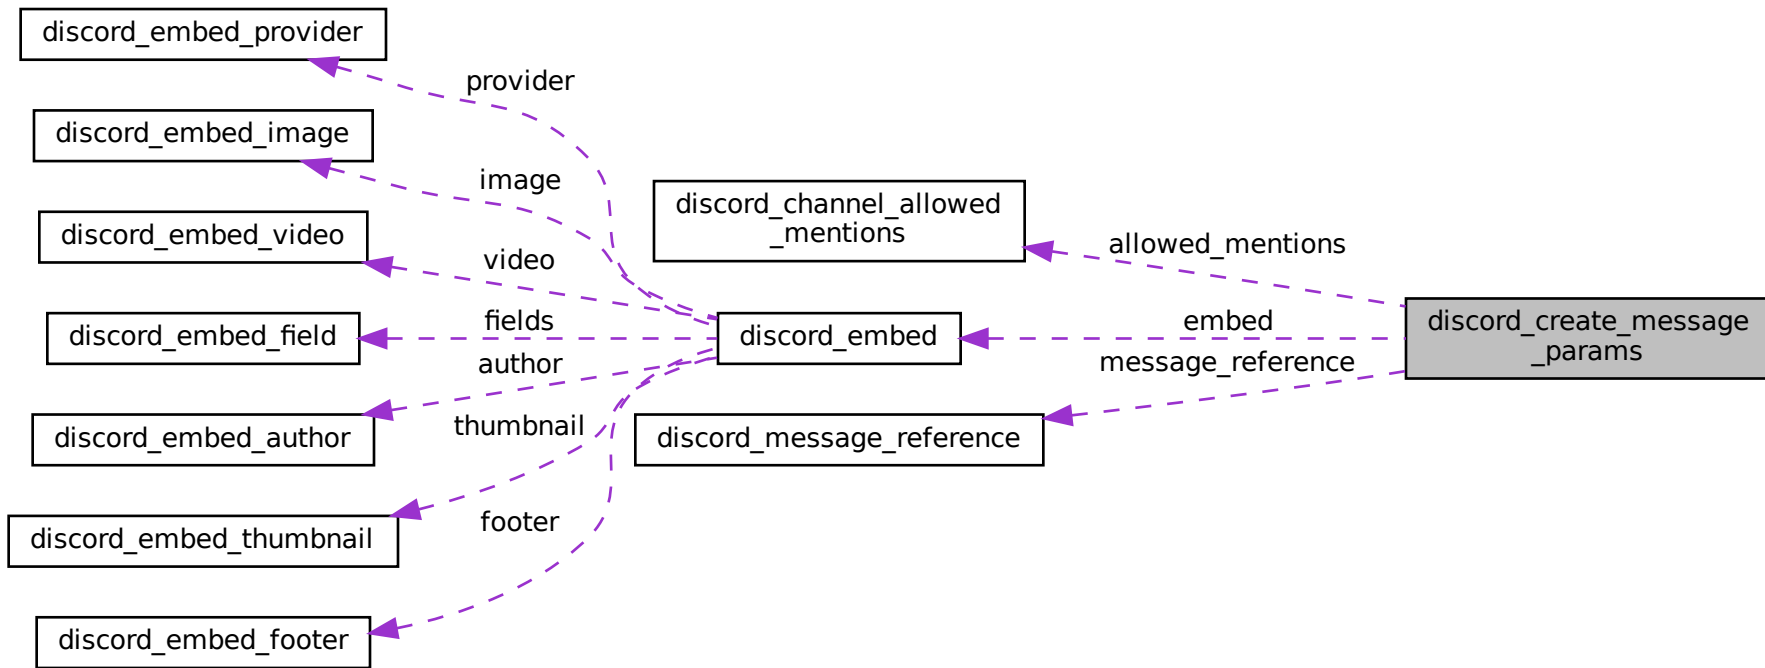 discord_embed_provider
provider
discord_embed_image
image
discord_embed_video
video
discord_embed_field
fields
discord_embed_author
author
discord_embed_thumbnail
thumbnail
discord_embed_footer
footer
discord_channel_allowed
_mentions
discord_embed
discord_message_reference
allowed_mentions
embed
message_reference
discord_create_message
_params